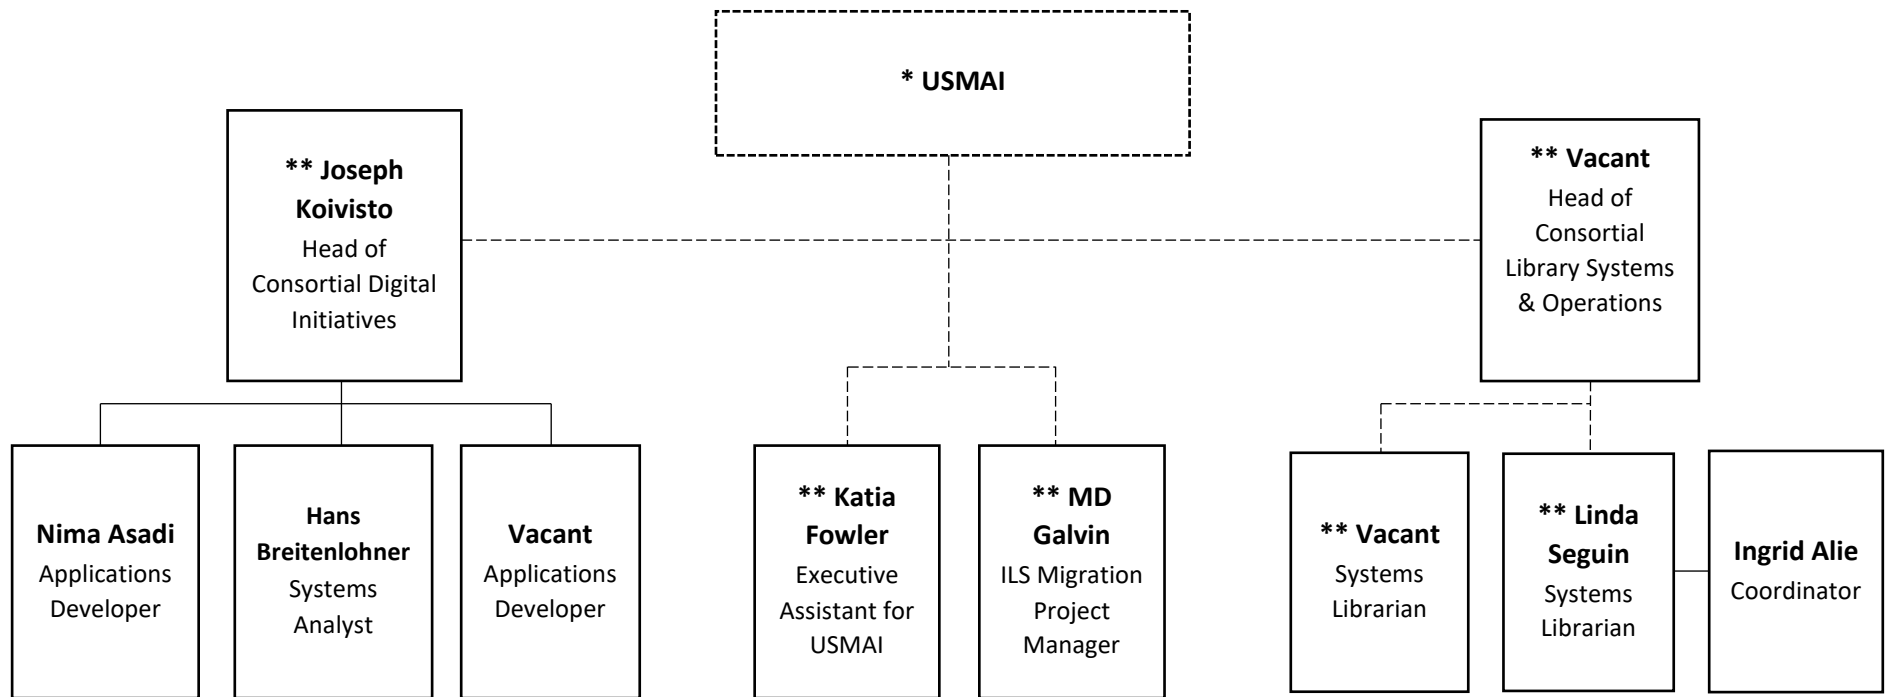 * USMAI
** Joseph
Koivisto
Head of
Consortial Digital
Initiatives
** Vacant
Head of
Consortial
Library Systems
& Operations
Nima Asadi
Applications
Developer
Hans
Breitenlohner
Systems
Analyst
Vacant
Applications
Developer
** Katia
Fowler
Executive
Assistant for
USMAI
** MD
Galvin
ILS Migration
Project
Manager
** Vacant
Systems
Librarian
** Linda
Seguin
Systems
Librarian
Ingrid Alie
Coordinator